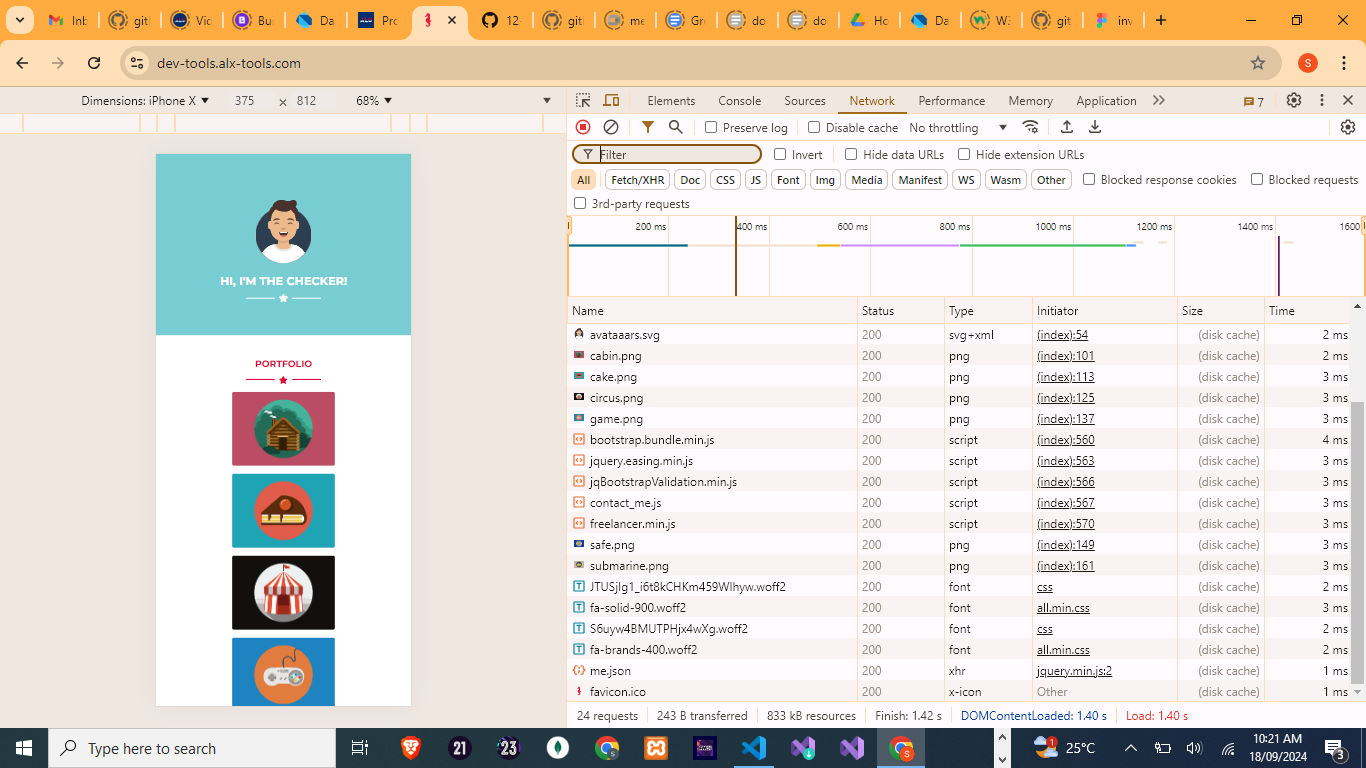 Inb
gitl
Vid
Bu
Da
Pro
12-
gitl
me
Gr
do
do
Ho
Da
W3
git
inv
dev-tools.alx-tools.com
S
Dimensions: iPhone X 375 × 812 68%
Elements Console Sources Network Performance Memory Application 7
Preserve log Disable cache No throttling
Filter Invert Hide data URLs Hide extension URLs
All Fetch/XHR Doc CSS JS Font Img Media Manifest WS Wasm Other Blocked response cookies Blocked requests
3rd-party requests
200 ms 400 ms 600 ms 800 ms 1000 ms 1200 ms 1400 ms 1600
Name Status Type Initiator Size Time
avataaars.svg 200 svg+xml (index):54 (disk cache) 2 ms
cabin.png 200 png (index):101 (disk cache) 2 ms
cake.png 200 png (index):113 (disk cache) 3 ms
circus.png 200 png (index):125 (disk cache) 3 ms
game.png 200 png (index):137 (disk cache) 3 ms
bootstrap.bundle.min.js 200 script (index):560 (disk cache) 4 ms
jquery.easing.min.js 200 script (index):563 (disk cache) 3 ms
jqBootstrapValidation.min.js 200 script (index):566 (disk cache) 3 ms
contact_me.js 200 script (index):567 (disk cache) 3 ms
freelancer.min.js 200 script (index):570 (disk cache) 3 ms
safe.png 200 png (index):149 (disk cache) 3 ms
submarine.png 200 png (index):161 (disk cache) 3 ms
JTUSjIg1_i6t8kCHKm459Wlhyw.woff2 200 font css (disk cache) 2 ms
fa-solid-900.woff2 200 font all.min.css (disk cache) 3 ms
S6uyw4BMUTPHjx4wXg.woff2 200 font css (disk cache) 2 ms
fa-brands-400.woff2 200 font all.min.css (disk cache) 2 ms
me.json 200 xhr jquery.min.js:2 (disk cache) 1 ms
favicon.ico 200 x-icon Other (disk cache) 1 ms
24 requests 243 B transferred 833 kB resources Finish: 1.42 s DOMContentLoaded: 1.40 s Load: 1.40 s
HI, I'M THE CHECKER!
PORTFOLIO
Type here to search
21
23
S
1
25°C
10:21 AM
18/09/2024
3